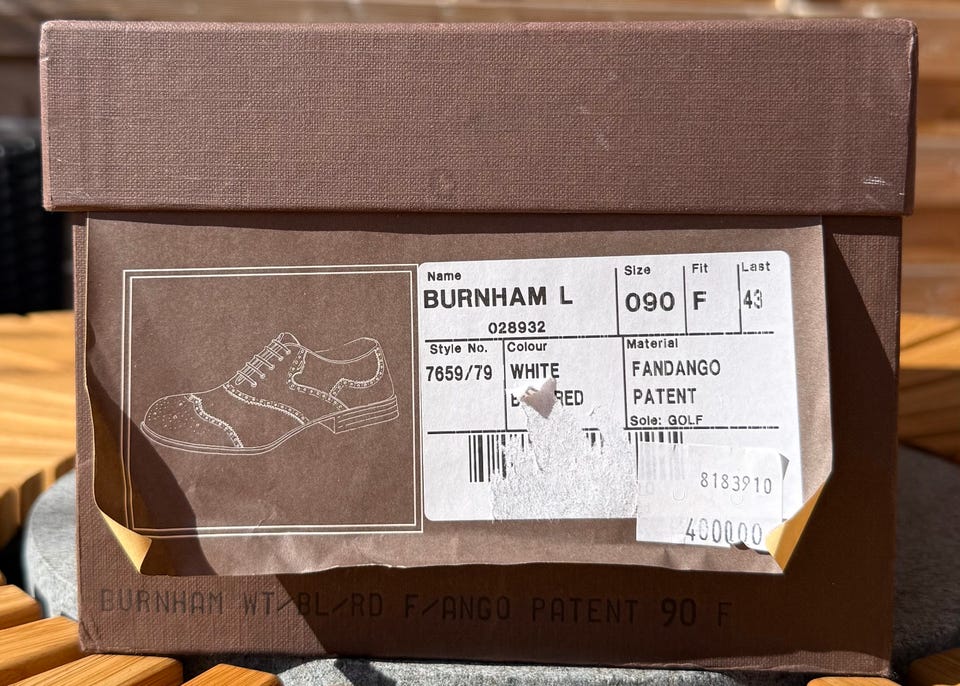 Name
BURNHAM L
028932
Size
090
Fit
F
Last
43
Style No.
7659/79
Colour
WHITE
RED
Material
FANDANGO
PATENT
Sole: GOLF
8183910
400000
BURNHAM WT/BL/RD F/ANGO PATENT 90 F